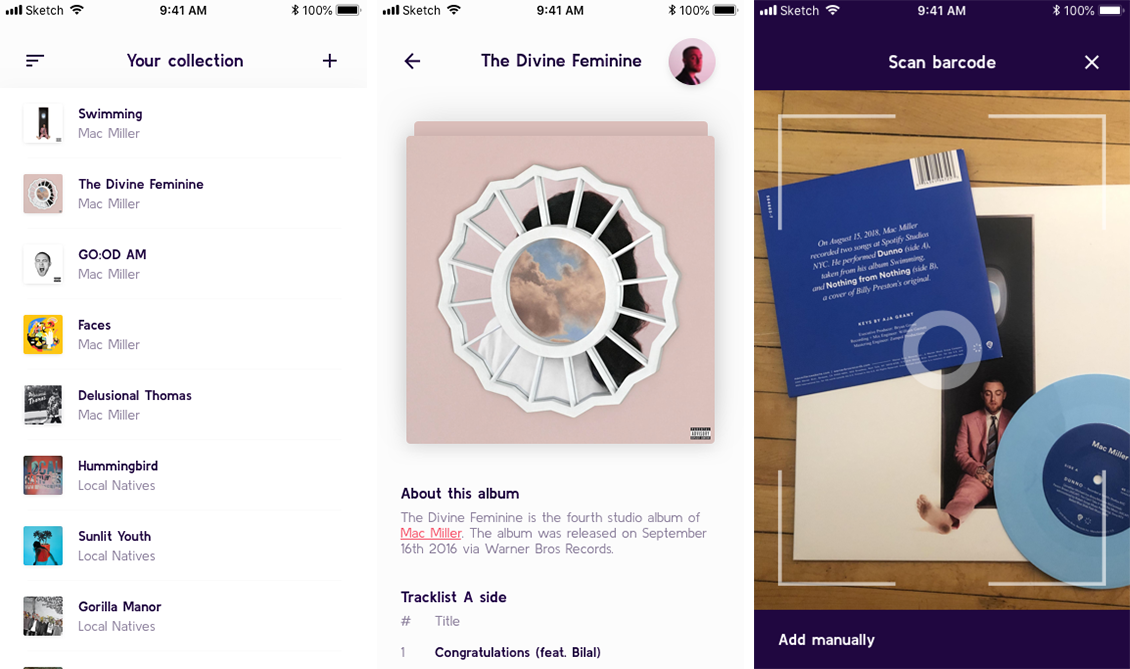 Sketch 9:41 AM 100%
Your collection
Swimming
Mac Miller
The Divine Feminine
Mac Miller
GO:OD AM
Mac Miller
Faces
Mac Miller
Delusional Thomas
Mac Miller
Hummingbird
Local Natives
Sunlit Youth
Local Natives
Gorilla Manor
Local Natives
Sketch 9:41 AM 100%
The Divine Feminine
About this album
The Divine Feminine is the fourth studio album of
Mac Miller. The album was released on September
16th 2016 via Warner Bros Records.
Tracklist A side
# Title
1 Congratulations (feat. Bilal)
Sketch 9:41 AM 100%
Scan barcode
On August 15, 2018, Mac Miller
recorded two songs at Spotify Studios
NYC. He performed Dunno (side A),
taken from his album Swimming,
and Nothing from Nothing (side B),
a cover of Billy Preston's original.
KEYS BY AJA GRANT
Mac Miller
SIDE A
DUNNO
Add manually